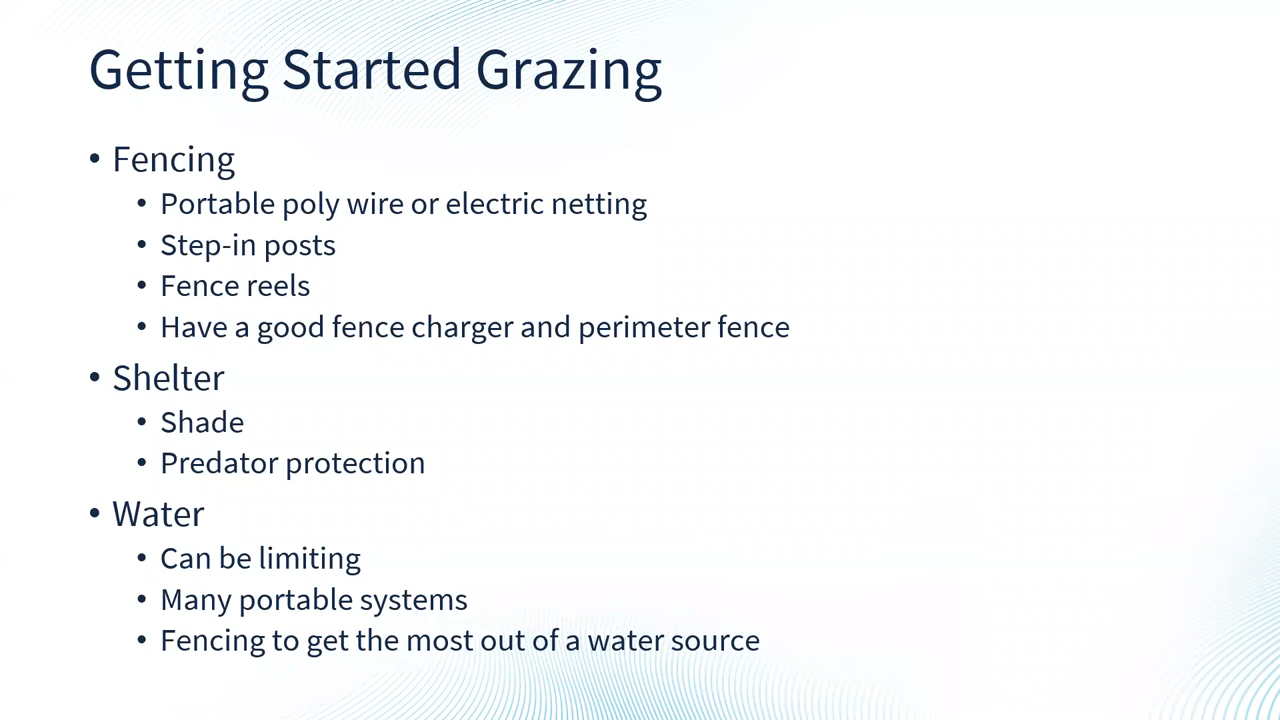 Getting Started Grazing
• Fencing
• Portable poly wire or electric netting
• Step-in posts
• Fence reels
• Have a good fence charger and perimeter fence
• Shelter
• Shade
• Predator protection
• Water
• Can be limiting
• Many portable systems
• Fencing to get the most out of a water source